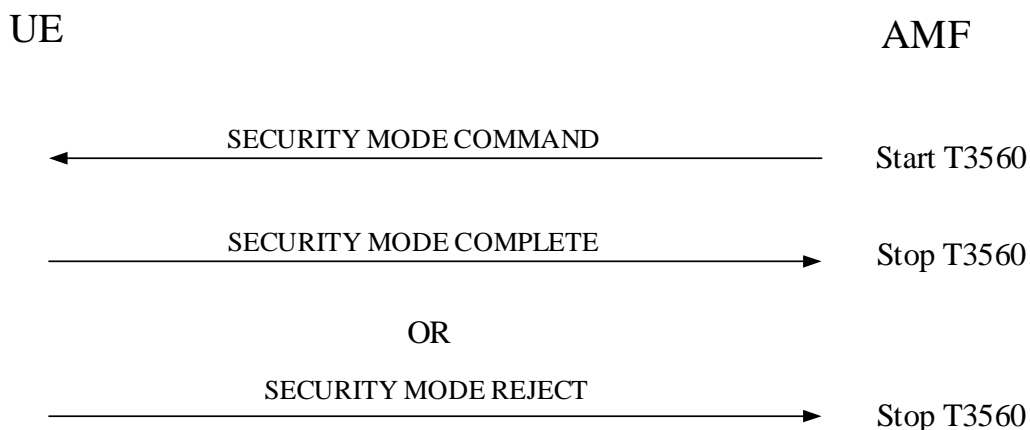 UE
AMF
SECURITY MODE COMMAND
Start T3560
SECURITY MODE COMPLETE
Stop T3560
OR
SECURITY MODE REJECT
Stop T3560